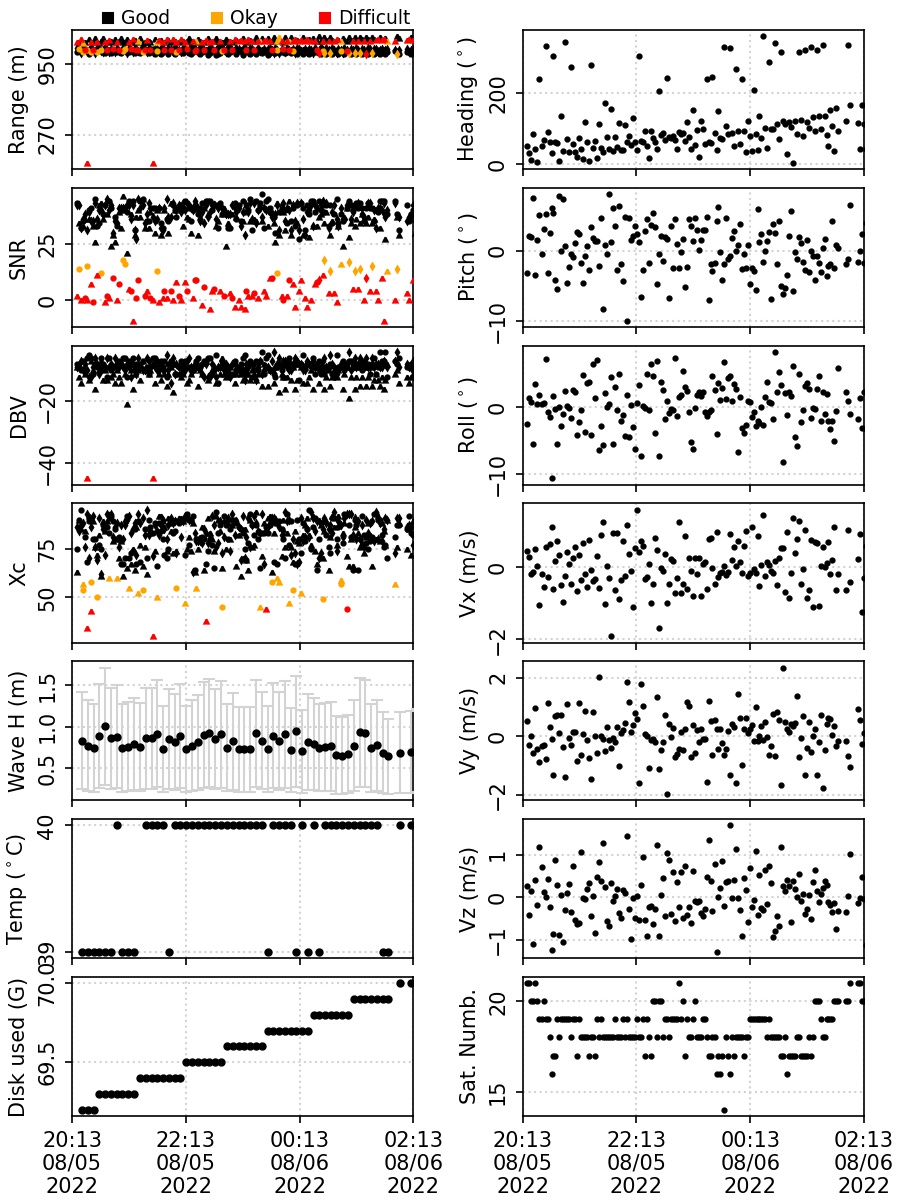 Good Okay Difficult
Range (m)
950
270
Heading (°)
200
0
SNR
25
0
Pitch (°)
0
−10
DBV
−20
−40
Roll (°)
0
−10
Xc
75
50
Vx (m/s)
0
−2
Wave H (m)
1.5
1.0
0.5
Vy (m/s)
2
0
−2
Temp (°C)
40
39
Vz (m/s)
1
0
−1
Disk used (G)
70.0
69.5
Sat. Numb.
20
15
20:13 22:13 00:13 02:13 20:13 22:13 00:13 02:13
08/05 08/05 08/06 08/06 08/05 08/05 08/06 08/06
2022 2022 2022 2022 2022 2022 2022 2022